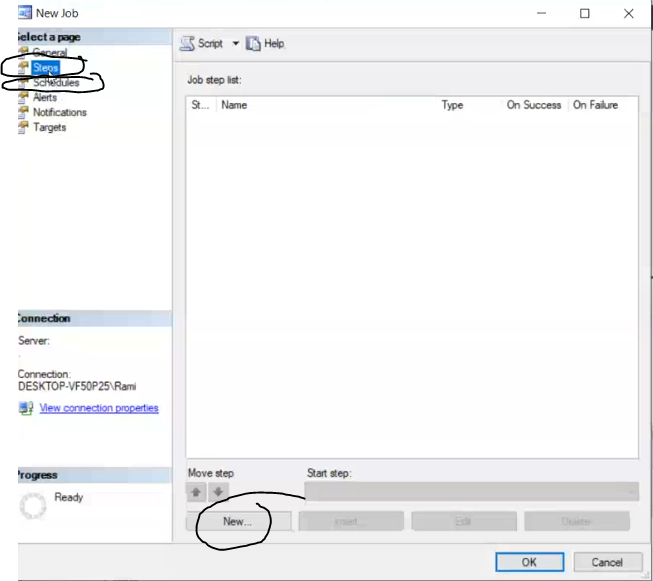 New Job
Select a page
General
Steps
Schedules
Alerts
Notifications
Targets
Script
Help
Job step list:
St... Name Type On Success On Failure
Connection
Server:
.
Connection:
DESKTOP-VF50P25\Rami
View connection properties
Progress
Ready
Move step
Start step:
New... Insert... Edit Delete
OK Cancel